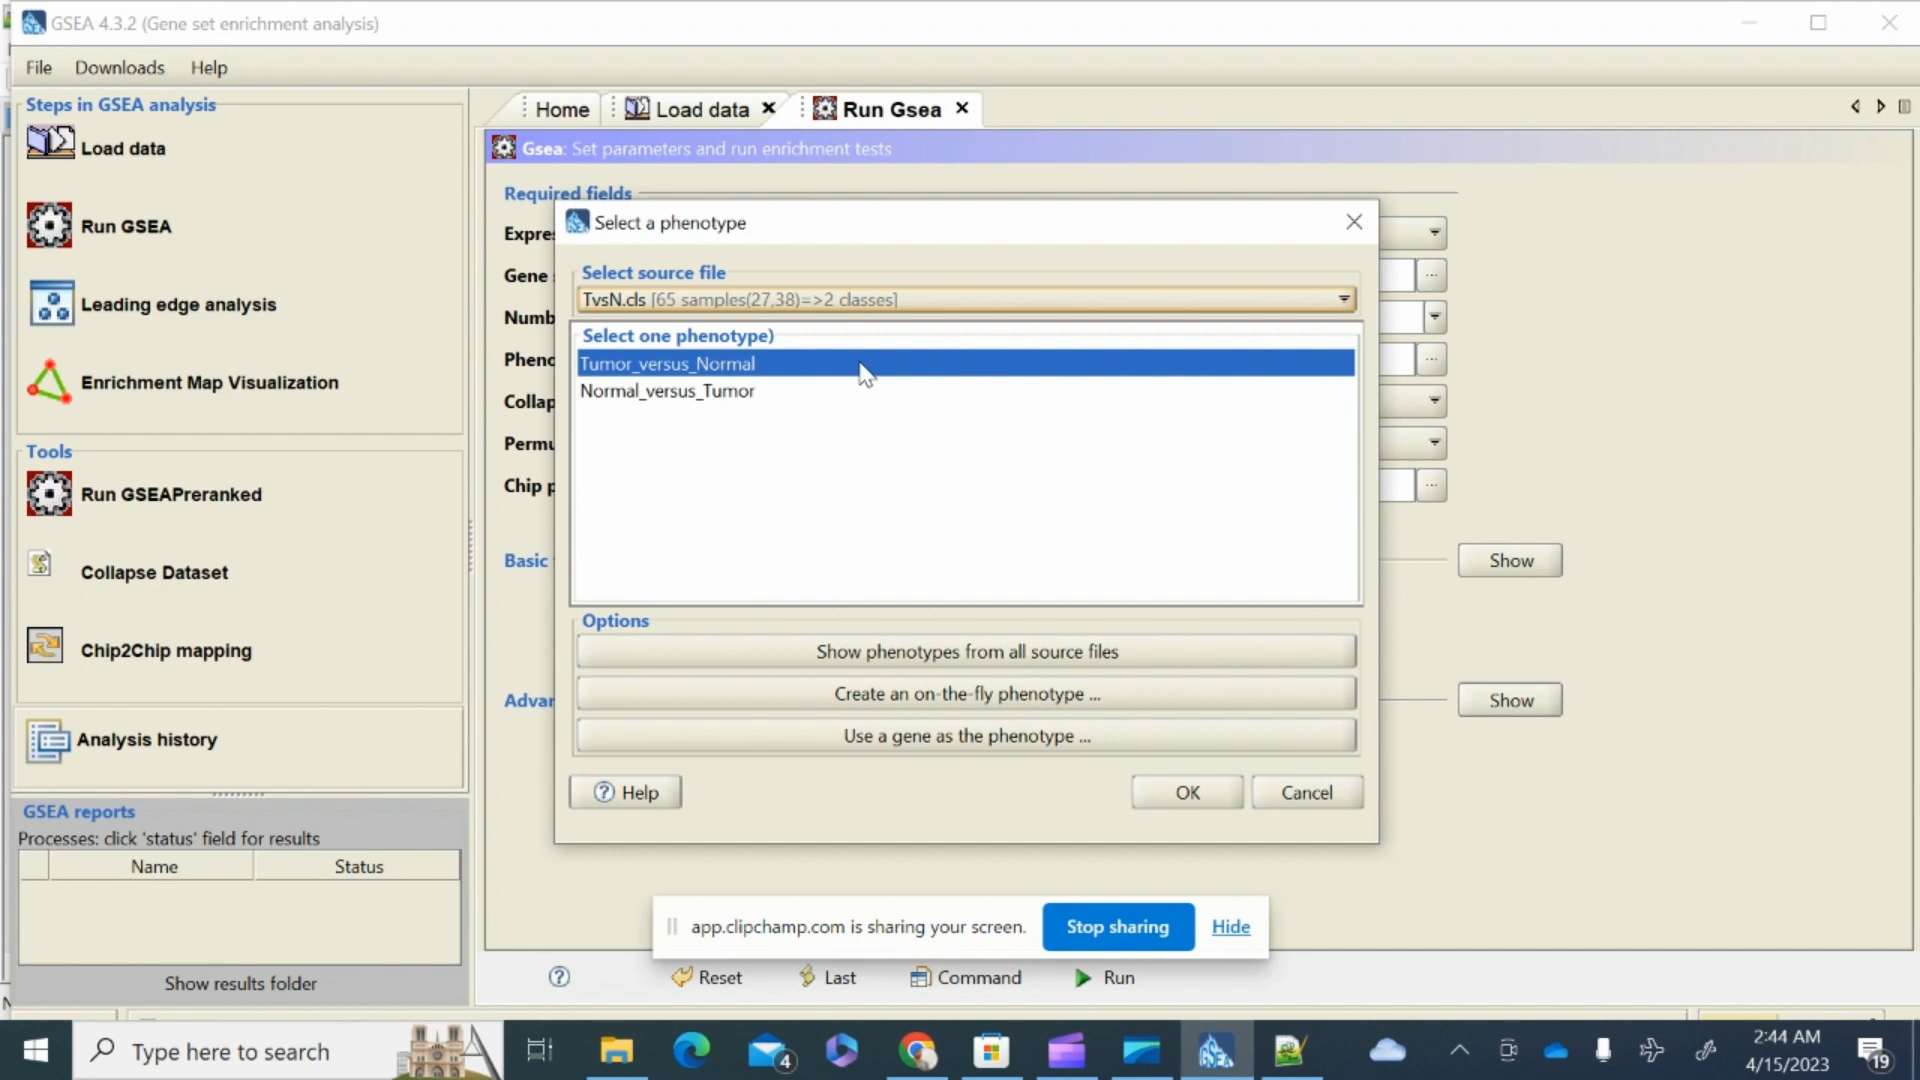 GSEA 4.3.2 (Gene set enrichment analysis)
File Downloads Help
Steps in GSEA analysis
Load data
Run GSEA
Leading edge analysis
Enrichment Map Visualization
Tools
Run GSEAPreranked
Collapse Dataset
Chip2Chip mapping
Analysis history
GSEA reports
Processes: click 'status' field for results
Name Status
Show results folder
Home Load data Run Gsea
Gsea: Set parameters and run enrichment tests
Required fields
Expres
Gene s
Numb
Pheno
Collap
Permu
Chip p
Basic
Show
Advan
Show
Select a phenotype
Select source file
TvsN.cls [65 samples(27,38)=>2 classes]
Select one phenotype)
Tumor_versus_Normal
Normal_versus_Tumor
Options
Show phenotypes from all source files
Create an on-the-fly phenotype ...
Use a gene as the phenotype ...
Help OK Cancel
app.clipchamp.com is sharing your screen. Stop sharing Hide
Reset Last Command Run
Type here to search
4
GSEA
2:44 AM
4/15/2023
19